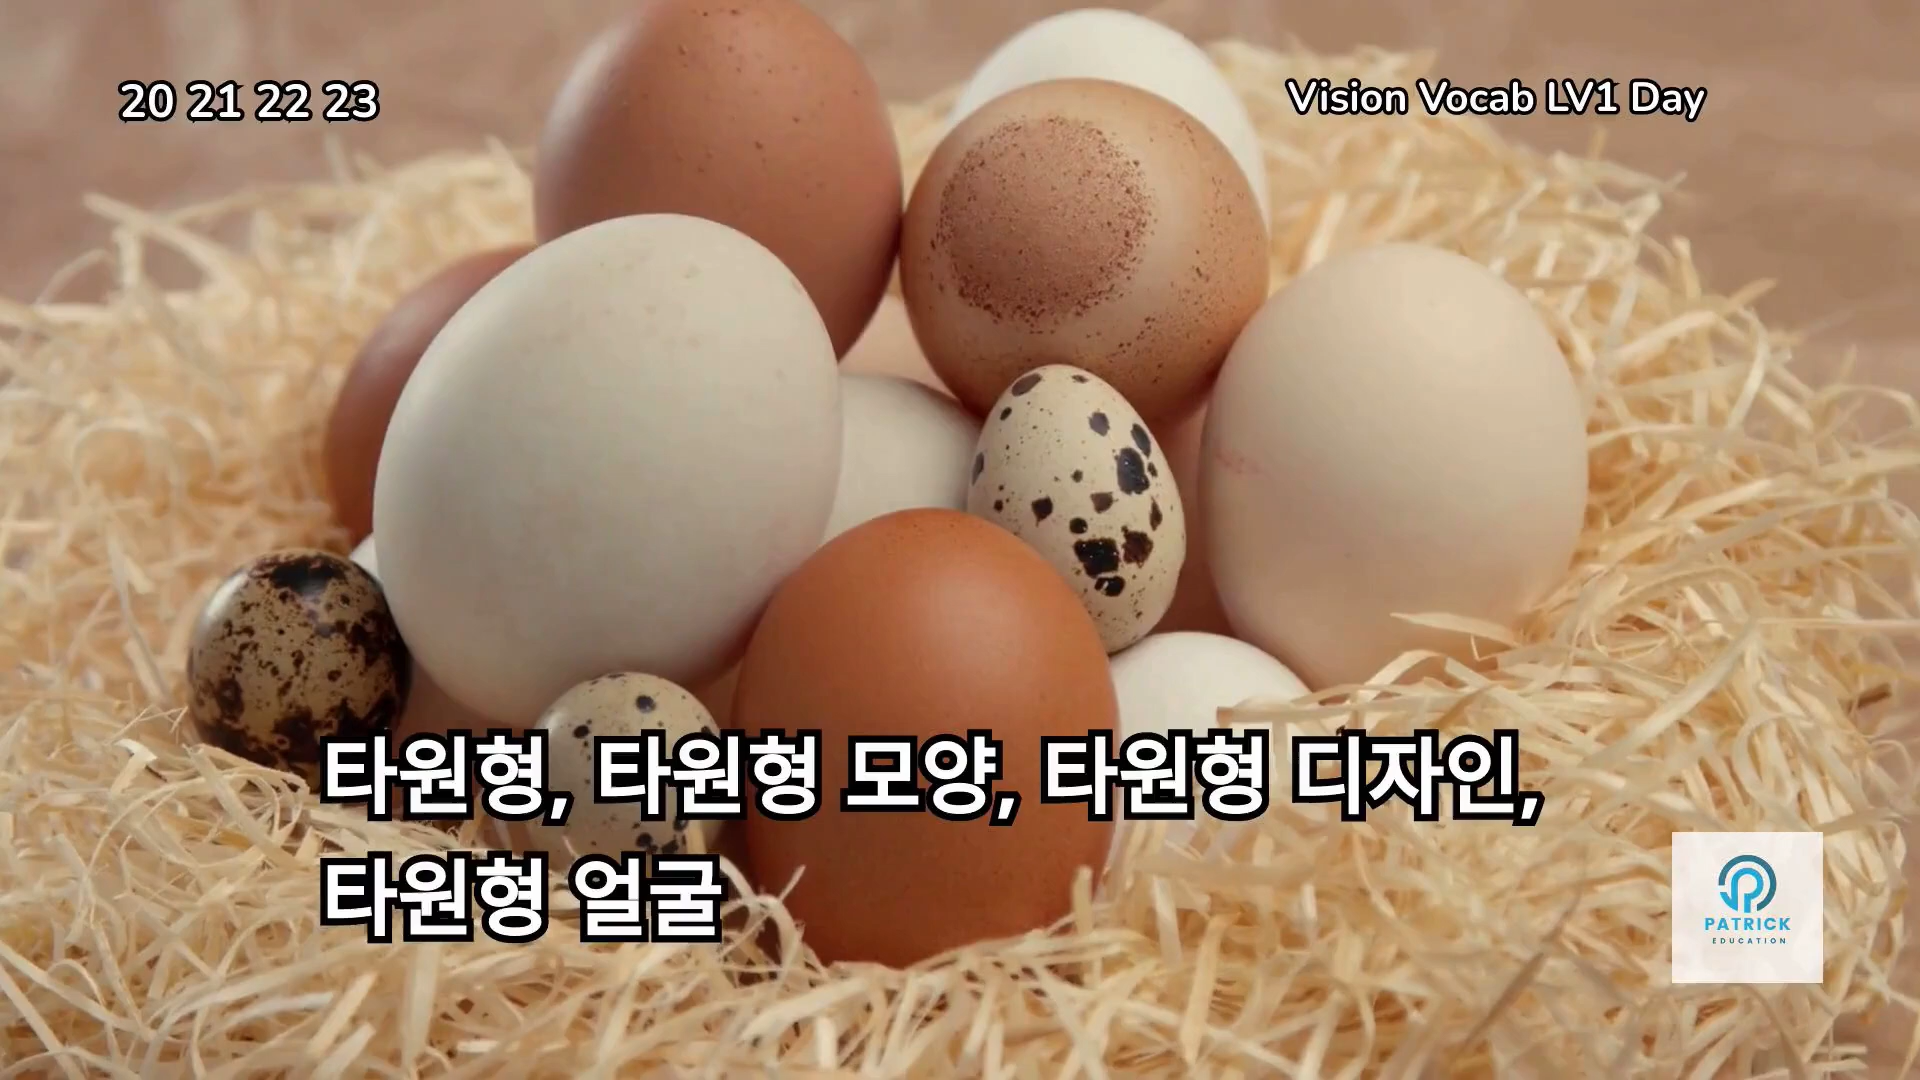 20 21 22 23
Vision Vocab LV1 Day
타원형, 타원형 모양, 타원형 디자인,
타원형 얼굴
PATRICK
EDUCATION